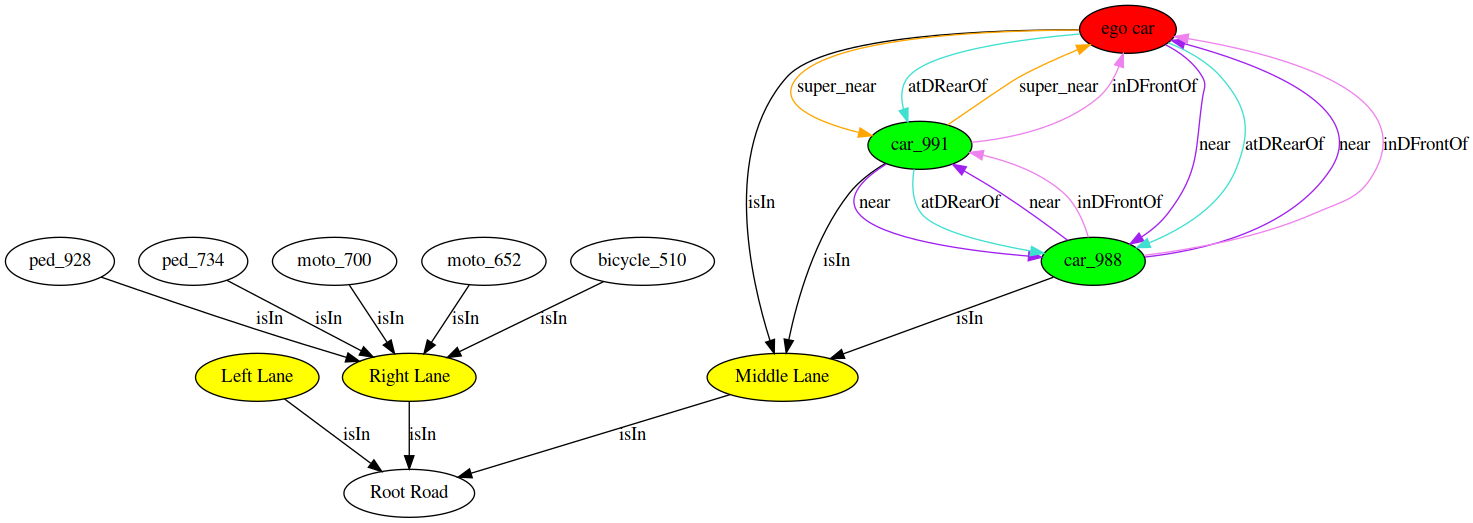 ego car
super_near
atDRearOf
super_near
inDFrontOf
car_991
near
atDRearOf
near
inDFrontOf
isIn
near
atDRearOf
near
inDFrontOf
ped_928
ped_734
moto_700
moto_652
bicycle_510
isIn
car_988
isIn
isIn
isIn
isIn
isIn
isIn
Left Lane
Right Lane
Middle Lane
isIn
isIn
isIn
Root Road